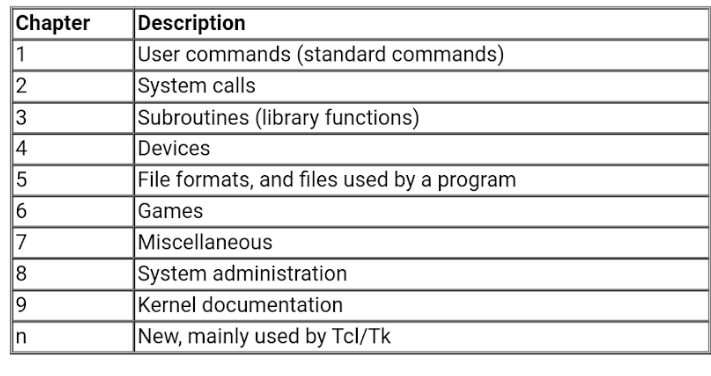 Chapter Description
1 User commands (standard commands)
2 System calls
3 Subroutines (library functions)
4 Devices
5 File formats, and files used by a program
6 Games
7 Miscellaneous
8 System administration
9 Kernel documentation
n New, mainly used by Tcl/Tk